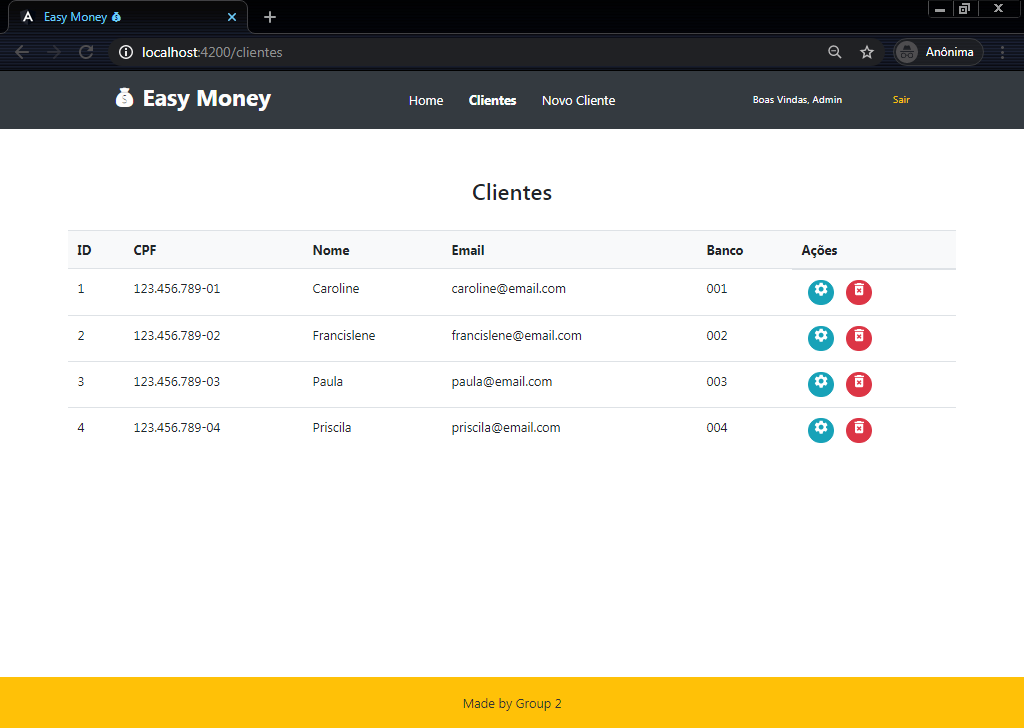 Easy Money
localhost:4200/clientes
Anônima
Easy Money
Home Clientes Novo Cliente
Boas Vindas, Admin Sair
Clientes
ID CPF Nome Email Banco Ações
1 123.456.789-01 Caroline caroline@email.com 001
2 123.456.789-02 Francislene francislene@email.com 002
3 123.456.789-03 Paula paula@email.com 003
4 123.456.789-04 Priscila priscila@email.com 004
Made by Group 2